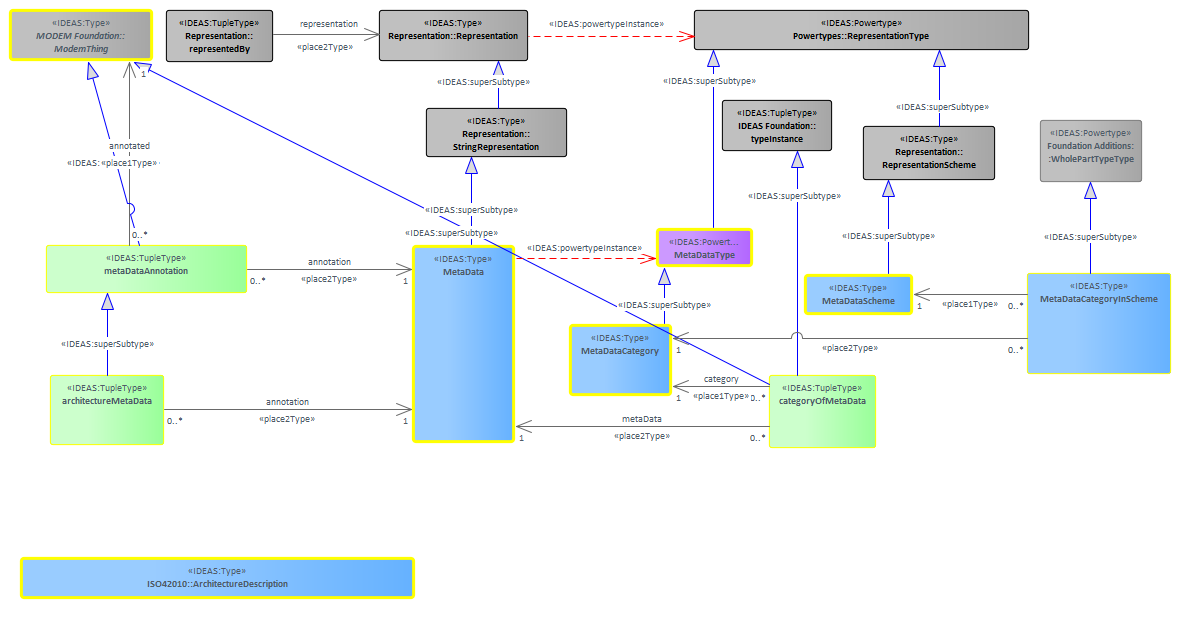 «IDEAS:Type»
MODEM Foundation::
ModemThing
«IDEAS:TupleType»
Representation::
representedBy
representation
«place2Type»
«IDEAS:Type»
Representation::Representation
«IDEAS:powertypeInstance»
«IDEAS:Powertype»
Powertypes::RepresentationType
1
«IDEAS:superSubtype»
«IDEAS:superSubtype»
«IDEAS:superSubtype»
«IDEAS:Type»
Representation::
StringRepresentation
«IDEAS:TupleType»
IDEAS Foundation::
typeInstance
«IDEAS:Type»
Representation::
RepresentationScheme
«IDEAS:Powertype»
Foundation Additions:
:WholePartTypeType
annotated
«IDEAS:«place1Type»
«IDEAS:superSubtype»
«IDEAS:superSubtype»
«IDEAS:superSubtype»
0..*
«IDEAS:superSubtype»
«IDEAS:superSubtype»
«IDEAS:superSubtype»
«IDEAS:powertypeInstance»
«IDEAS:Powert...
MetaDataType
«IDEAS:TupleType»
metaDataAnnotation
annotation
«place2Type»
0..*
1
«IDEAS:Type»
MetaData
«IDEAS:Type»
MetaDataScheme
1
«place1Type»
0..*
«IDEAS:Type»
MetaDataCategoryInScheme
«IDEAS:superSubtype»
«IDEAS:superSubtype»
«IDEAS:Type»
MetaDataCategory
1
«place2Type»
0..*
«IDEAS:TupleType»
architectureMetaData
annotation
«place2Type»
0..*
1
category
«place1Type»
1
0..*
«IDEAS:TupleType»
categoryOfMetaData
metaData
«place2Type»
1
0..*
«IDEAS:Type»
ISO42010::ArchitectureDescription